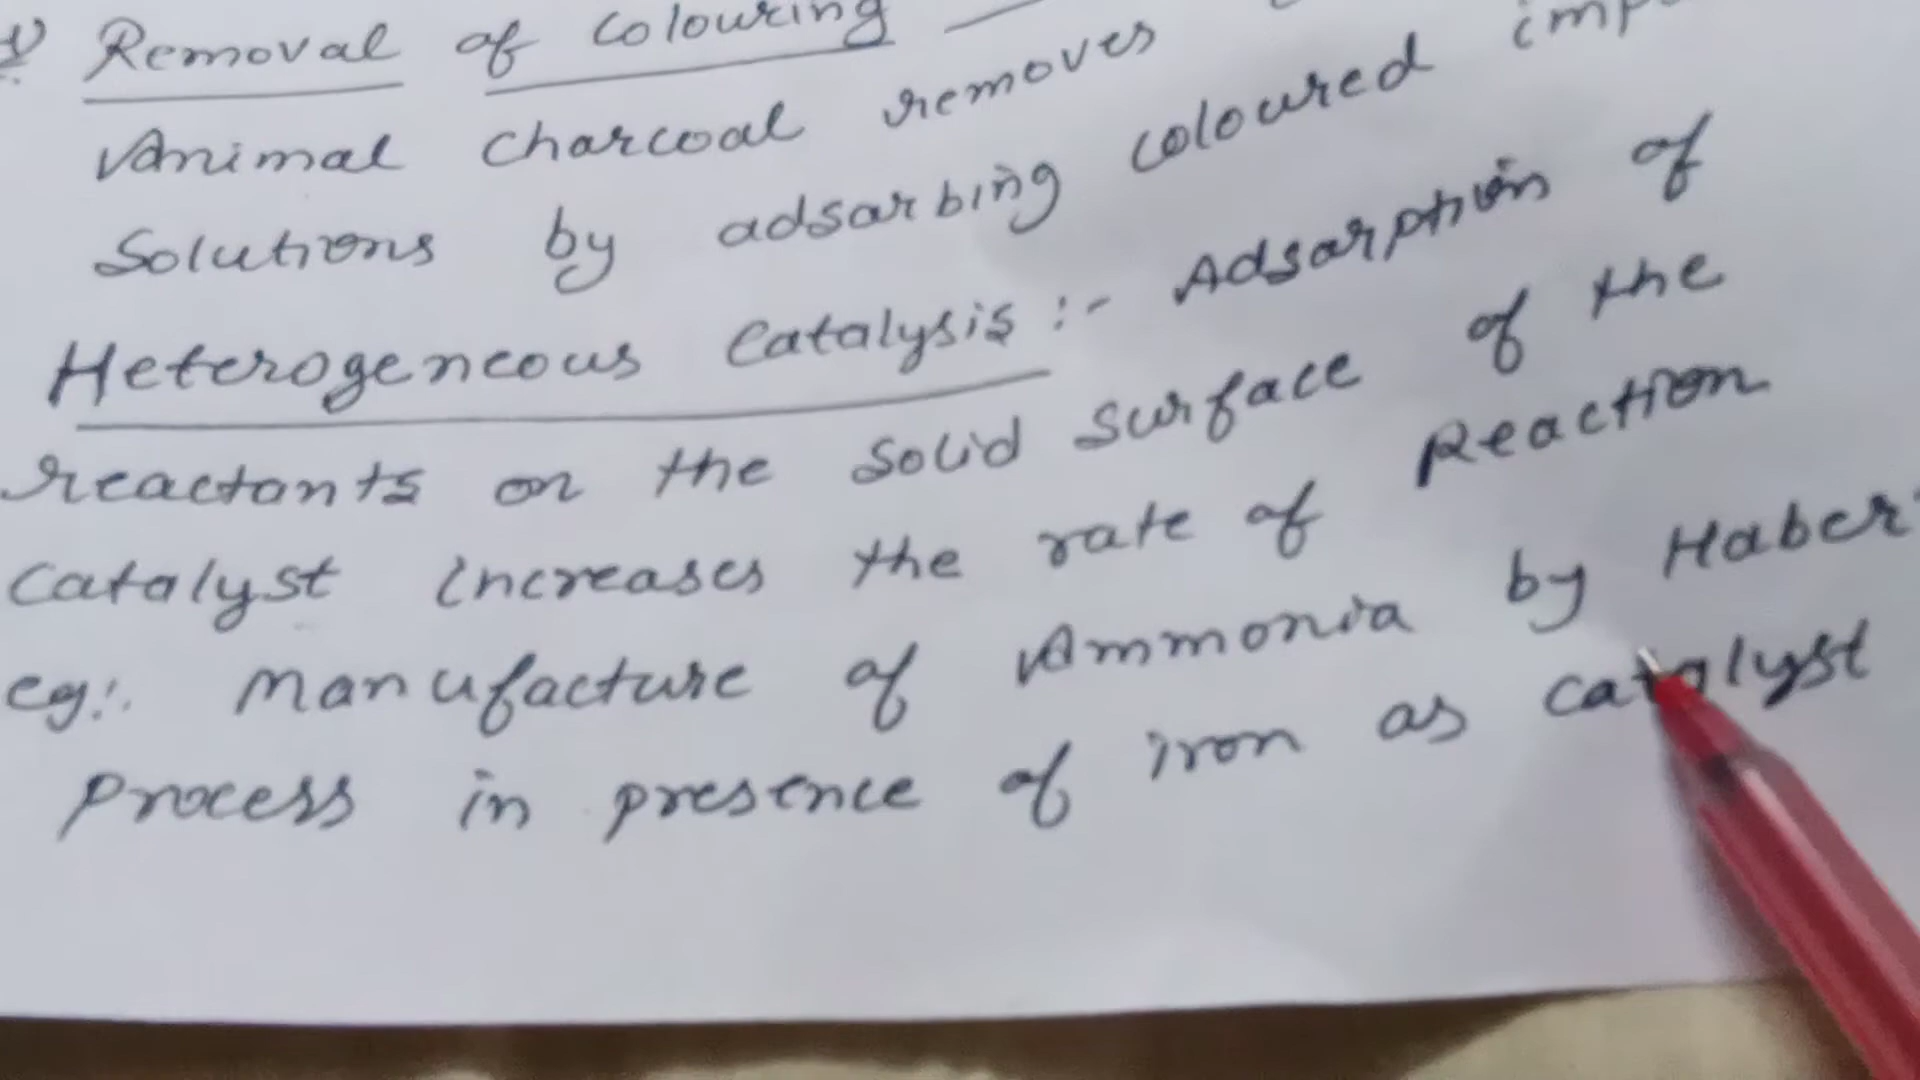 Removal of Colouring
Animal Charcoal removes
Solutions by adsarbing Coloured
Heterogeneous Catalysis :- Adsarption of
reactants on the Solid Surface of the
Catalyst increases the rate of Reaction
eg:. Manufacture of Ammonia by Haber's
Process in presence of iron as catalyst